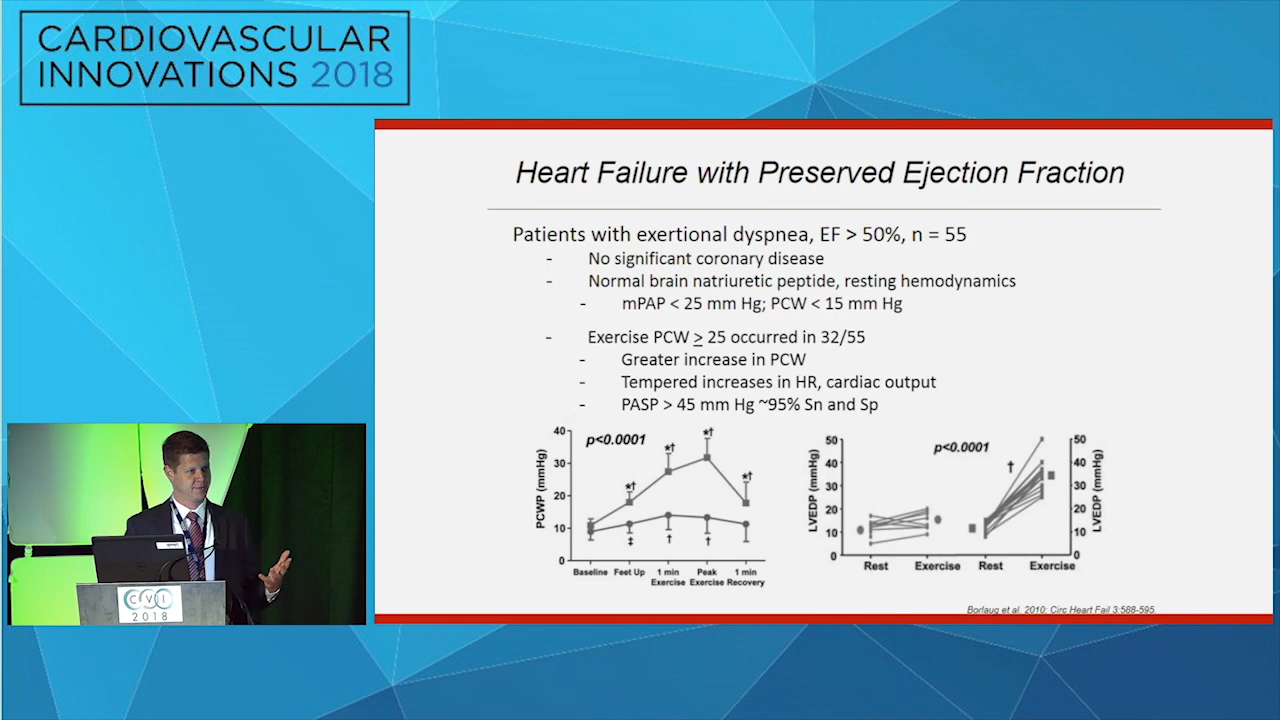 CARDIOVASCULAR
INNOVATIONS 2018
Heart Failure with Preserved Ejection Fraction
Patients with exertional dyspnea, EF > 50%, n = 55
- No significant coronary disease
- Normal brain natriuretic peptide, resting hemodynamics
- mPAP < 25 mm Hg; PCW < 15 mm Hg
- Exercise PCW ≥ 25 occurred in 32/55
- Greater increase in PCW
- Tempered increases in HR, cardiac output
- PASP > 45 mm Hg ~95% Sn and Sp
PCWP (mmHg)
40
30
20
10
0
p<0.0001
*†
*†
*†
*†
‡
†
†
Baseline
Feet Up
1 min
Exercise
Peak
Exercise
1 min
Recovery
LVEDP (mmHg)
50
40
30
20
10
0
p<0.0001
†
50
40
30
20
10
0
LVEDP (mmHg)
Rest
Exercise
Rest
Exercise
Borlaug et al. 2010; Circ Heart Fail 3:588-595.
CVI
2018